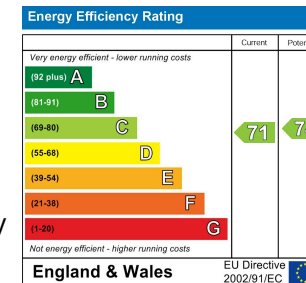 Energy Efficiency Rating
Current
Very energy efficient - lower running costs
(92 plus) A
(81-91) B
(69-80) C
71
(55-68) D
(39-54) E
(21-38) F
(1-20) G
Not energy efficient - higher running costs
England & Wales
EU Directive
2002/91/EC